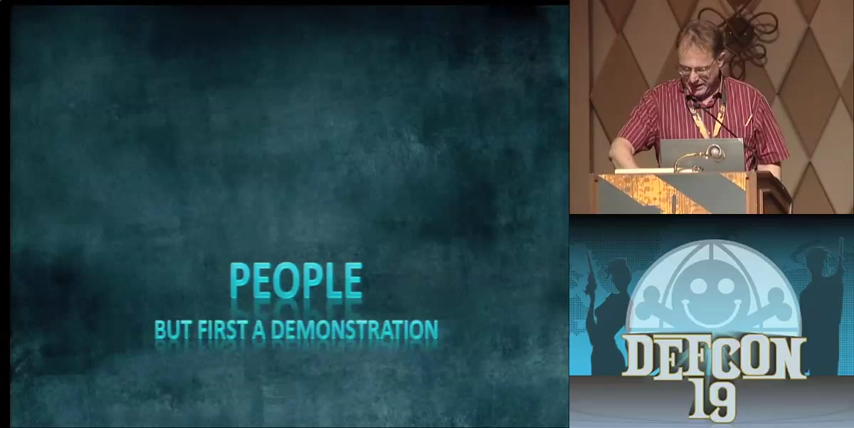 PEOPLE
BUT FIRST A DEMONSTRATION
DEFCON
19